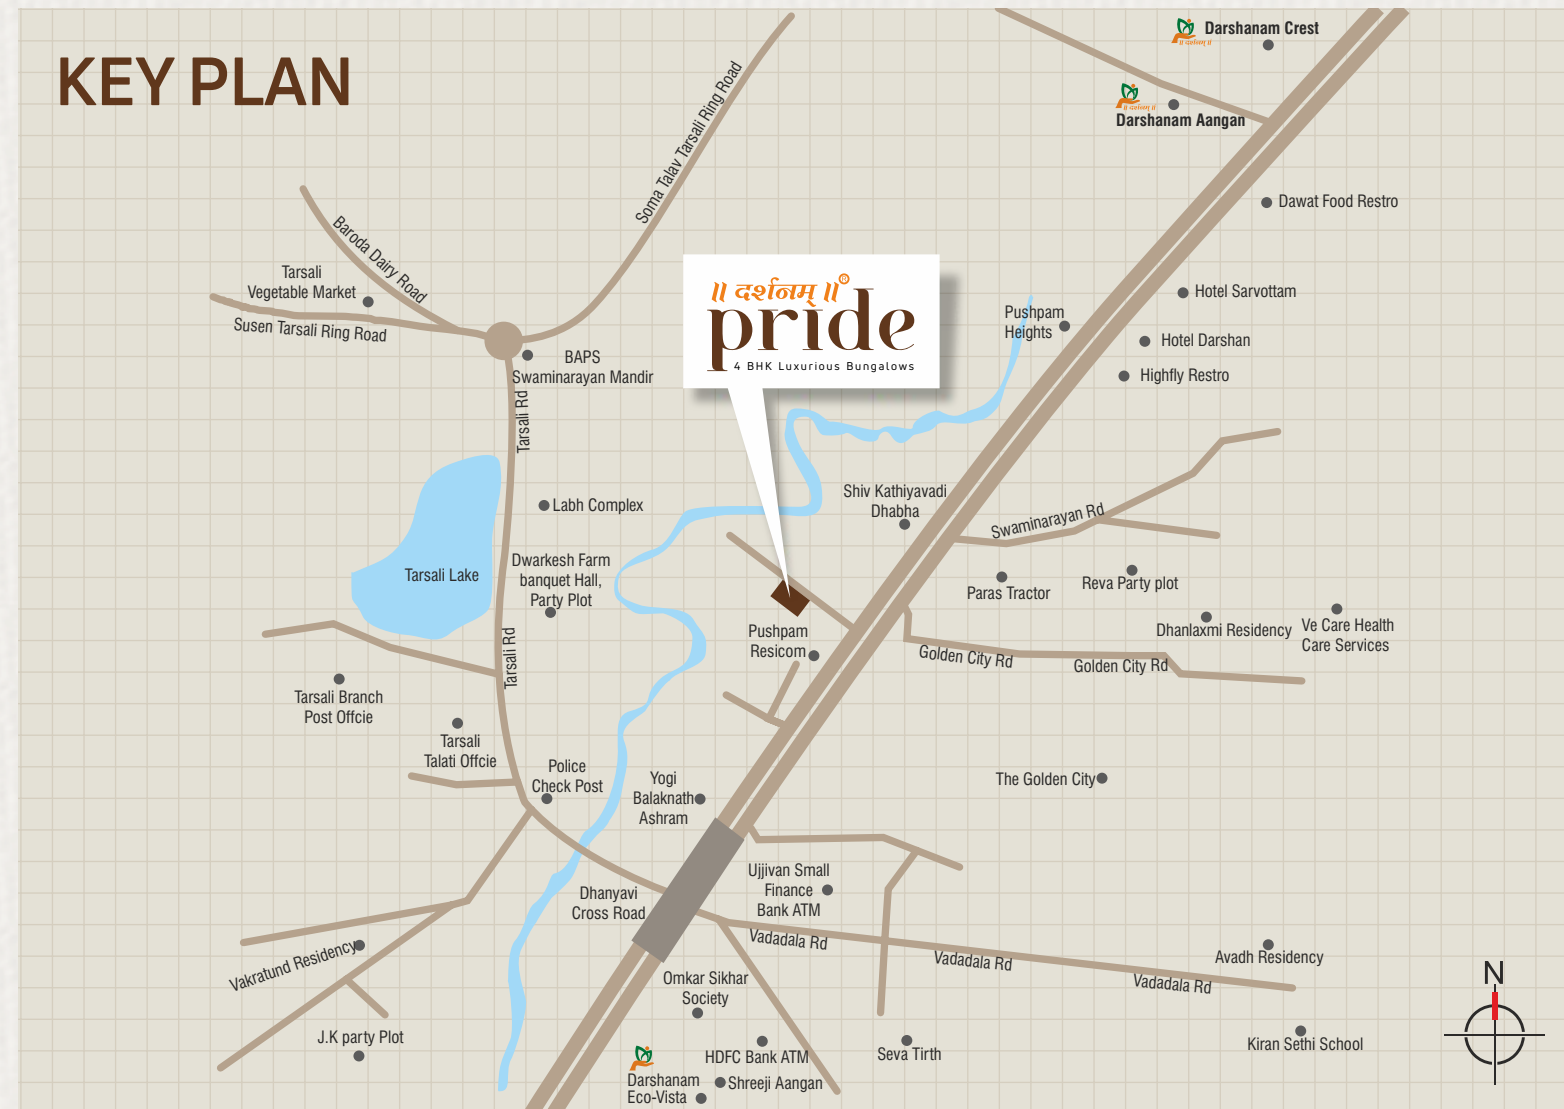 KEY PLAN
Darshanam Crest
Darshanam Aangan
Dawat Food Restro
Soma Talav Tarsali Ring Road
Baroda Dairy Road
Tarsali
Vegetable Market
Susen Tarsali Ring Road
BAPS
Swaminarayan Mandir
Tarsali Rd
॥ दर्शनम् ॥®
pride
4 BHK Luxurious Bungalows
Pushpam
Heights
Hotel Sarvottam
Hotel Darshan
Highfly Restro
Labh Complex
Shiv Kathiyavadi
Dhabha
Swaminarayan Rd
Tarsali Lake
Dwarkesh Farm
banquet Hall,
Party Plot
Paras Tractor
Reva Party plot
Dhanlaxmi Residency
Ve Care Health
Care Services
Tarsali Rd
Pushpam
Resicom
Golden City Rd
Golden City Rd
Tarsali Branch
Post Offcie
Tarsali
Talati Offcie
Police
Check Post
Yogi
Balaknath
Ashram
The Golden City
Ujjivan Small
Finance
Bank ATM
Dhanyavi
Cross Road
Vadadala Rd
Vadadala Rd
Vadadala Rd
Avadh Residency
Vakratund Residency
Omkar Sikhar
Society
J.K party Plot
HDFC Bank ATM
Seva Tirth
Kiran Sethi School
Darshanam
Eco-Vista
Shreeji Aangan
N